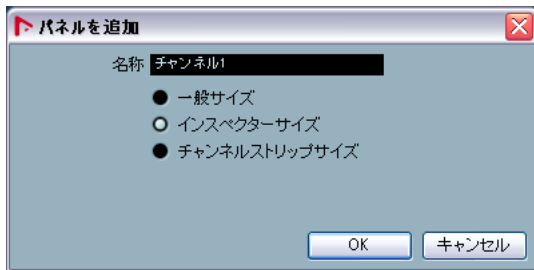 パネルを追加
名称 チャンネル1
一般サイズ
インスペクターサイズ
チャンネルストリップサイズ
OK キャンセル